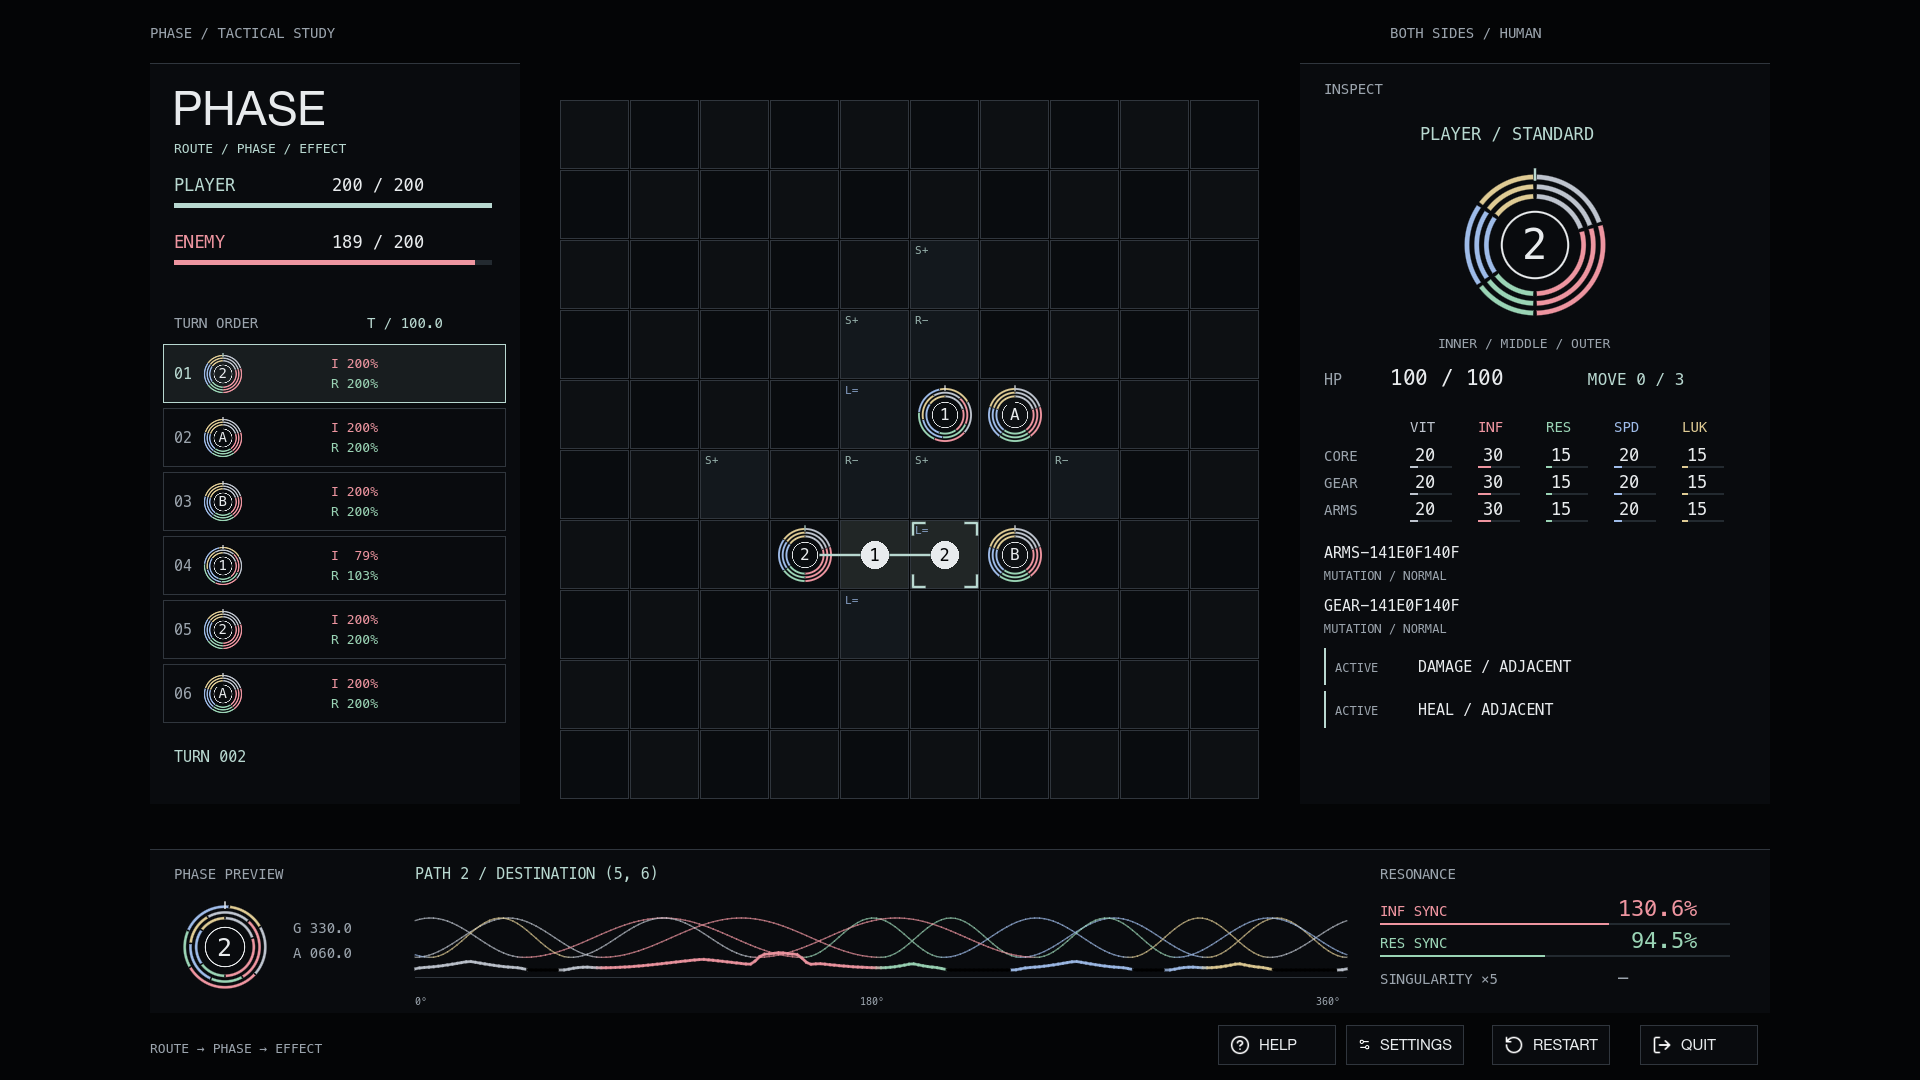 PHASE / TACTICAL STUDY
BOTH SIDES / HUMAN
PHASE
ROUTE / PHASE / EFFECT
PLAYER 200 / 200
ENEMY 189 / 200
TURN ORDER T / 100.0
01 2 I 200%
R 200%
02 A I 200%
R 200%
03 B I 200%
R 200%
04 1 I 79%
R 103%
05 2 I 200%
R 200%
06 A I 200%
R 200%
TURN 002
S+
S+ R−
L=
1 A
S+ R− S+ R−
L=
2 1 2 B
L=
INSPECT
PLAYER / STANDARD
2
INNER / MIDDLE / OUTER
HP 100 / 100 MOVE 0 / 3
VIT INF RES SPD LUK
CORE 20 30 15 20 15
GEAR 20 30 15 20 15
ARMS 20 30 15 20 15
ARMS−141E0F140F
MUTATION / NORMAL
GEAR−141E0F140F
MUTATION / NORMAL
ACTIVE DAMAGE / ADJACENT
ACTIVE HEAL / ADJACENT
PHASE PREVIEW
2
G 330.0
A 060.0
PATH 2 / DESTINATION (5, 6)
0° 180° 360°
RESONANCE
INF SYNC 130.6%
RES SYNC 94.5%
SINGULARITY ×5 —
ROUTE → PHASE → EFFECT
HELP SETTINGS RESTART QUIT